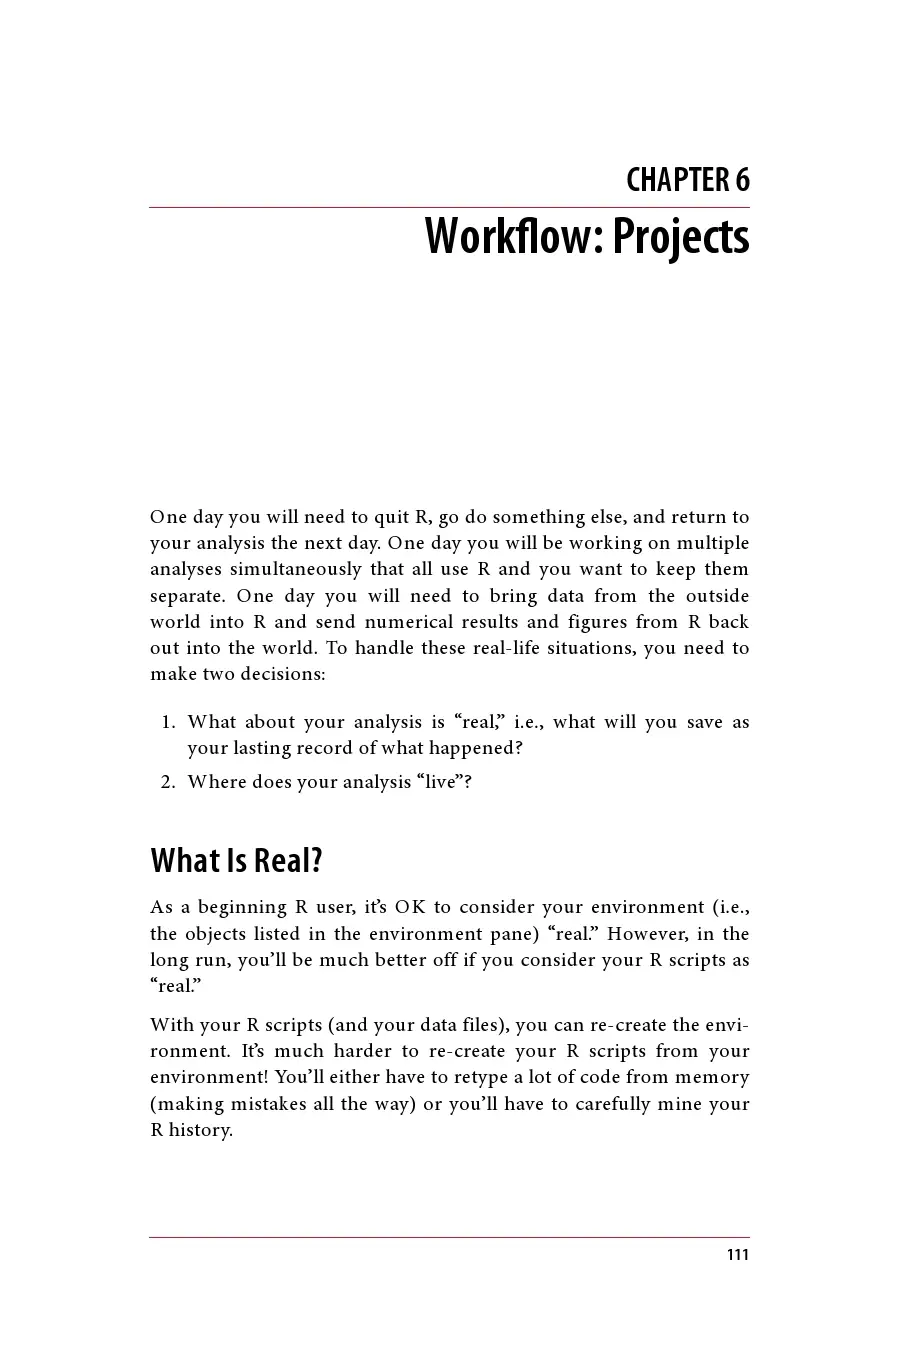 CHAPTER 6
Workflow: Projects
One day you will need to quit R, go do something else, and return to
your analysis the next day. One day you will be working on multiple
analyses simultaneously that all use R and you want to keep them
separate. One day you will need to bring data from the outside
world into R and send numerical results and figures from R back
out into the world. To handle these real-life situations, you need to
make two decisions:
1. What about your analysis is “real,” i.e., what will you save as
your lasting record of what happened?
2. Where does your analysis “live”?
What Is Real?
As a beginning R user, it’s OK to consider your environment (i.e.,
the objects listed in the environment pane) “real.” However, in the
long run, you’ll be much better off if you consider your R scripts as
“real.”
With your R scripts (and your data files), you can re-create the envi-
ronment. It’s much harder to re-create your R scripts from your
environment! You’ll either have to retype a lot of code from memory
(making mistakes all the way) or you’ll have to carefully mine your
R history.
111